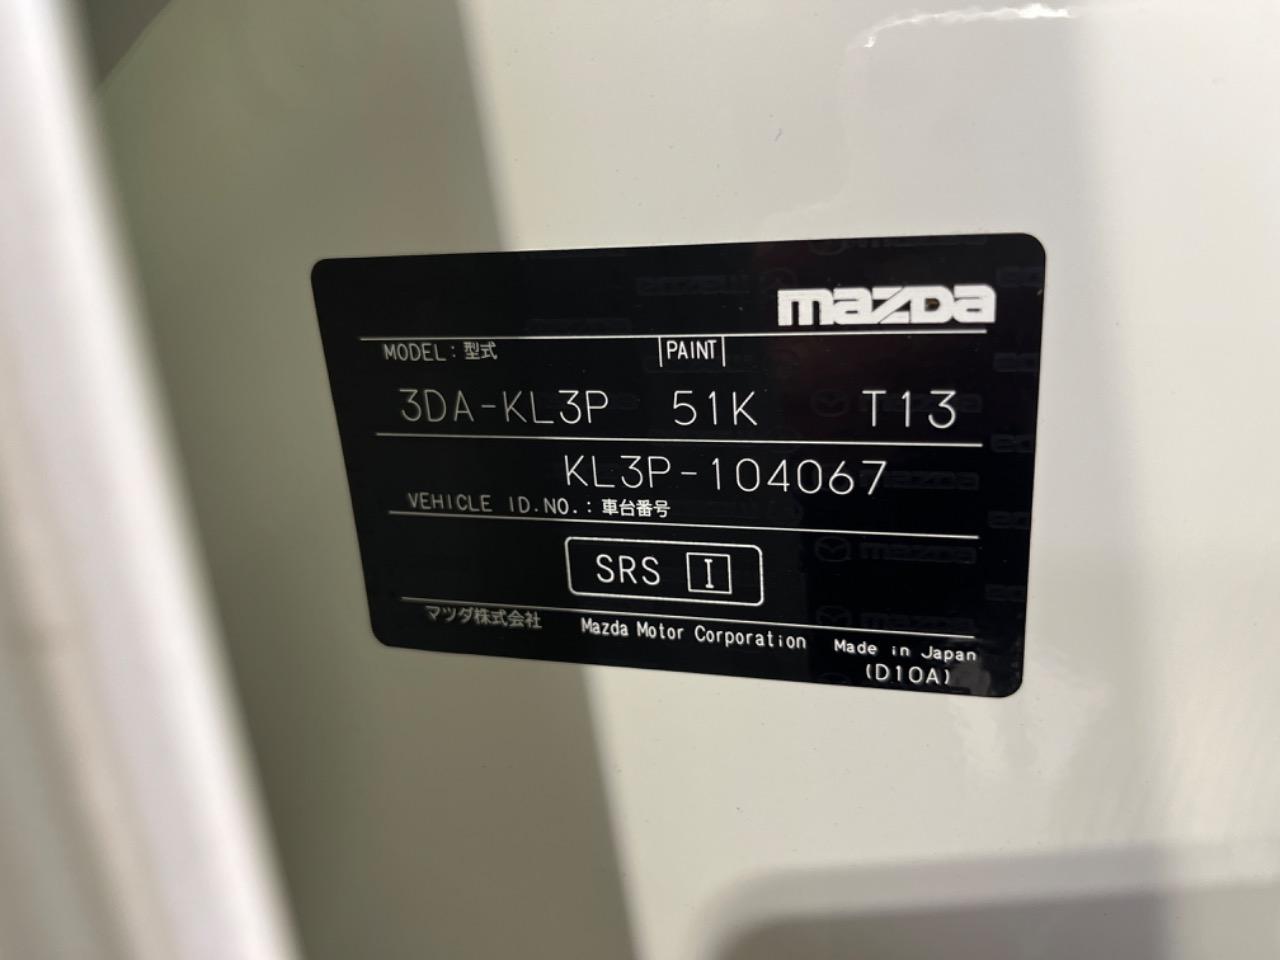 mazda
MODEL : 型式 PAINT
3DA-KL3P 51K T13
KL3P-104067
VEHICLE ID.NO. : 車台番号
SRS I
マツダ株式会社 Mazda Motor Corporation Made in Japan
(D10A)